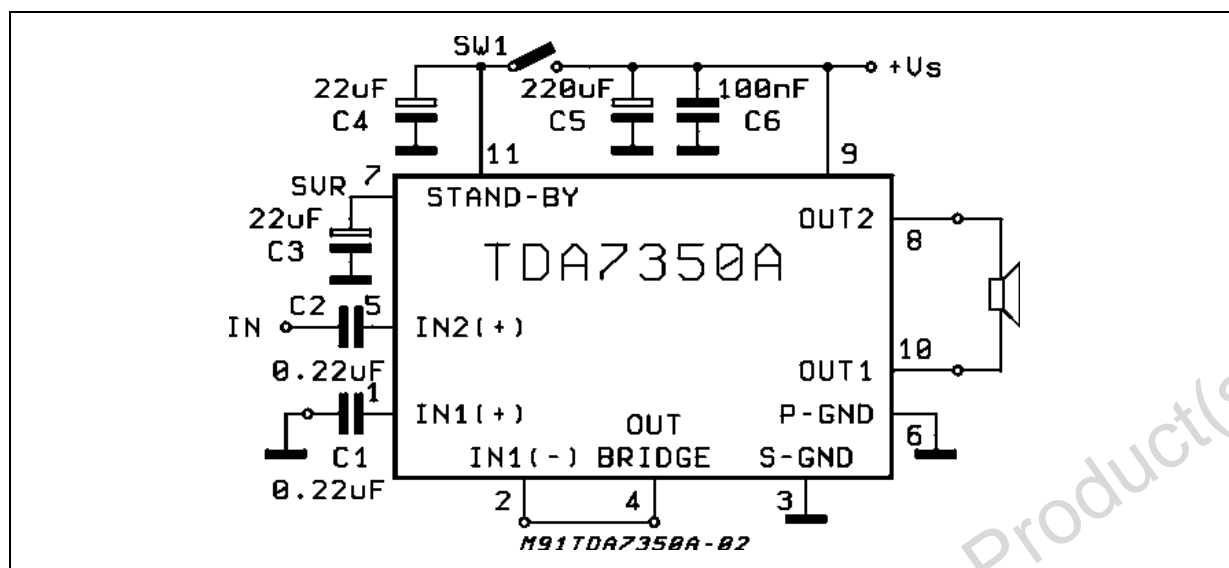 SW1
+Vs
22uF
220uF
100nF
C4
C5
C6
11
9
SVR
7
STAND-BY
OUT2
22uF
8
C3
TDA7350A
C2
5
IN
IN2(+)
10
0.22uF
OUT1
1
IN1(+)
OUT
P-GND
6
C1
IN1(-)
BRIDGE
S-GND
0.22uF
2
4
3
M91TDA7350A-02
Product(s